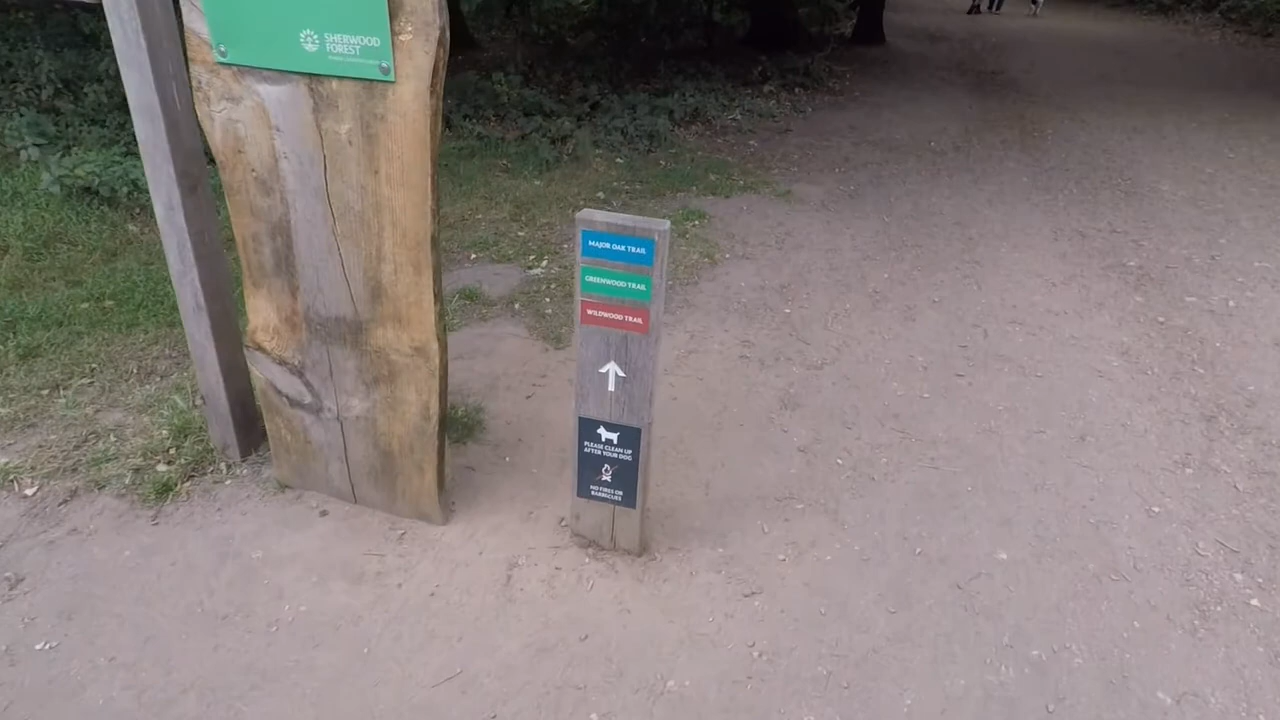 SHERWOOD
FOREST
MAJOR OAK TRAIL
GREENWOOD TRAIL
WILDWOOD TRAIL
PLEASE CLEAN UP
AFTER YOUR DOG
NO FIRES OR
BARBECUES